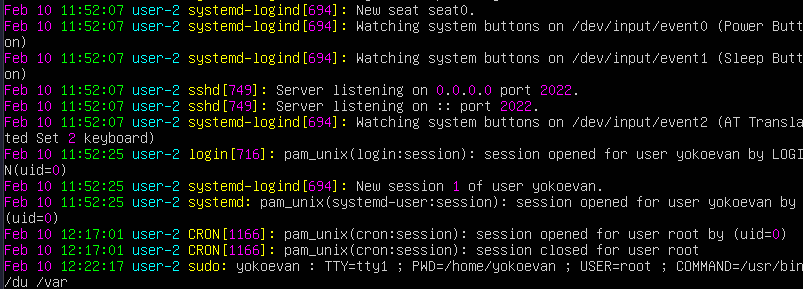 Feb 10 11:52:07 user-2 systemd-logind[694]: New seat seat0.
Feb 10 11:52:07 user-2 systemd-logind[694]: Watching system buttons on /dev/input/event0 (Power Butt
on)
Feb 10 11:52:07 user-2 systemd-logind[694]: Watching system buttons on /dev/input/event1 (Sleep Butt
on)
Feb 10 11:52:07 user-2 sshd[749]: Server listening on 0.0.0.0 port 2022.
Feb 10 11:52:07 user-2 sshd[749]: Server listening on :: port 2022.
Feb 10 11:52:07 user-2 systemd-logind[694]: Watching system buttons on /dev/input/event2 (AT Transla
ted Set 2 keyboard)
Feb 10 11:52:25 user-2 login[716]: pam_unix(login:session): session opened for user yokoevan by LOGI
N(uid=0)
Feb 10 11:52:25 user-2 systemd-logind[694]: New session 1 of user yokoevan.
Feb 10 11:52:25 user-2 systemd: pam_unix(systemd-user:session): session opened for user yokoevan by
(uid=0)
Feb 10 12:17:01 user-2 CRON[1166]: pam_unix(cron:session): session opened for user root by (uid=0)
Feb 10 12:17:01 user-2 CRON[1166]: pam_unix(cron:session): session closed for user root
Feb 10 12:22:17 user-2 sudo: yokoevan : TTY=tty1 ; PWD=/home/yokoevan ; USER=root ; COMMAND=/usr/bin
/du /var